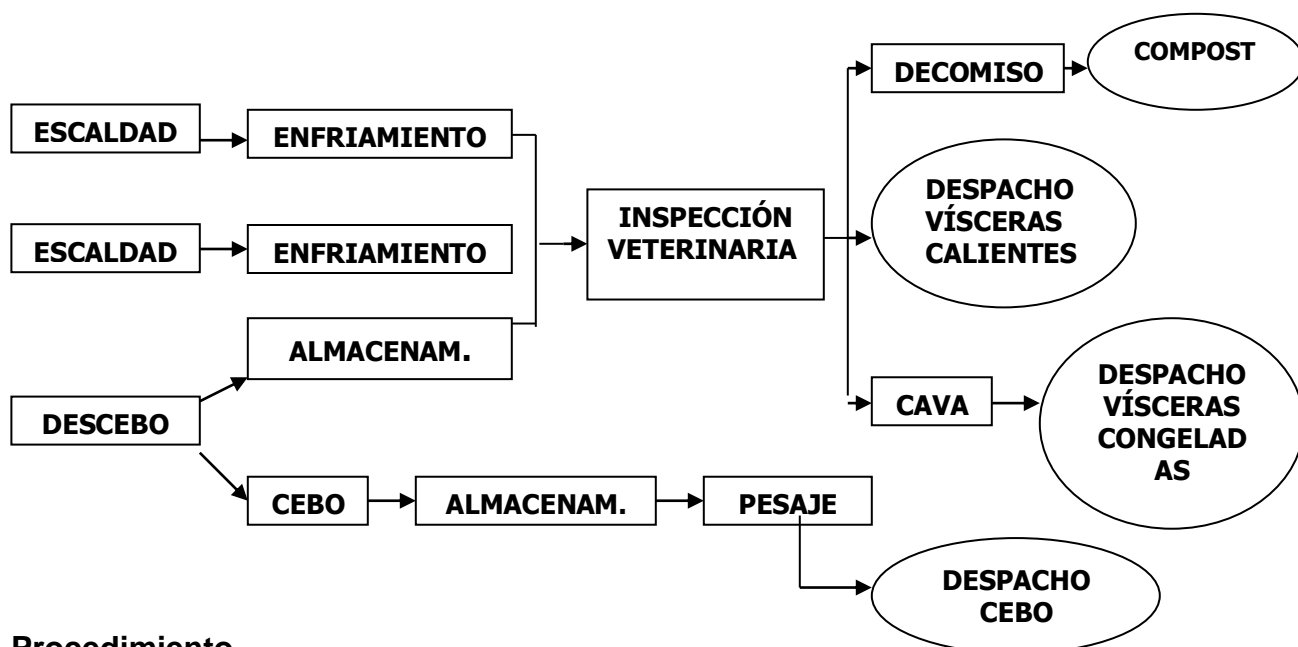 COMPOST
DECOMISO
ESCALDAD
ENFRIAMIENTO
DESPACHO
VÍSCERAS
CALIENTES
INSPECCIÓN
VETERINARIA
ESCALDAD
ENFRIAMIENTO
ALMACENAM.
DESPACHO
VÍSCERAS
CONGELAD
AS
CAVA
DESCEBO
CEBO
ALMACENAM.
PESAJE
DESPACHO
CEBO
Procedimiento